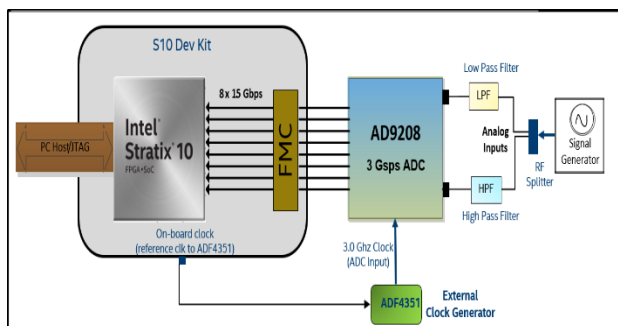 S10 Dev Kit
8 x 15 Gbps
Low Pass Filter
LPF
Intel®
Stratix® 10
FPGA+SoC
PC Host/JTAG
FMC
AD9208
3 Gsps ADC
Analog
Inputs
Signal
Generator
RF
Splitter
HPF
High Pass Filter
On-board clock
(reference clk to ADF4351)
3.0 Ghz Clock
(ADC Input)
ADF4351
External
Clock Generator